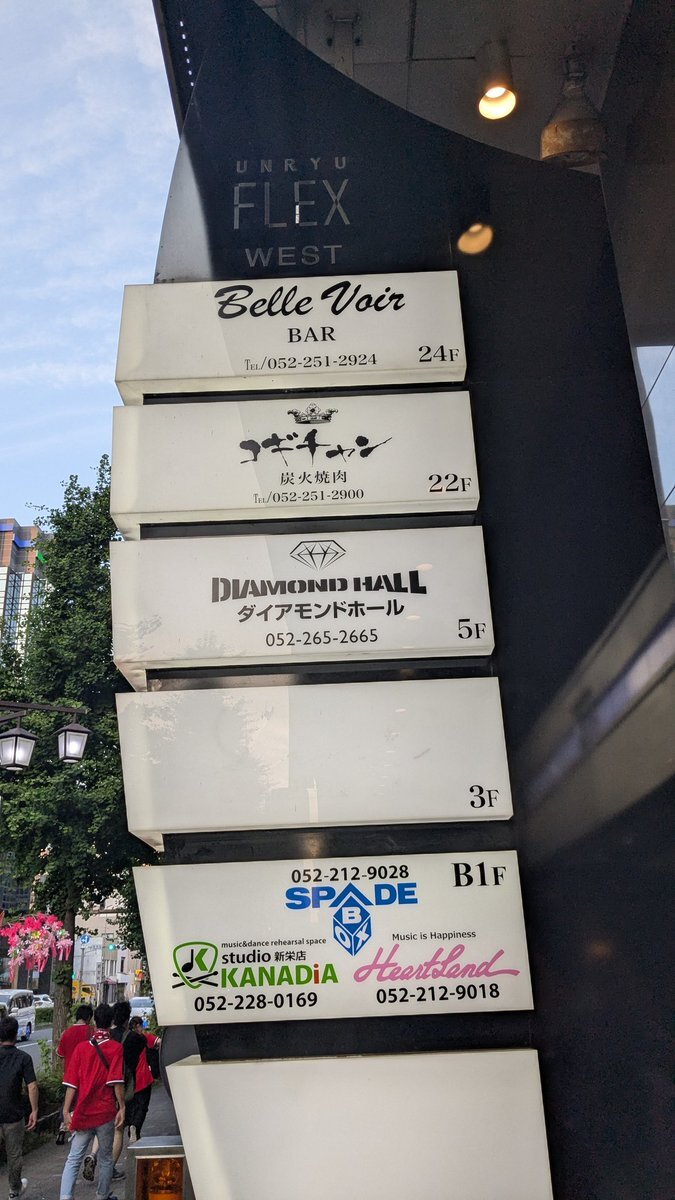 UNRYU
FLEX
WEST
Belle Voir
BAR
TEL/052-251-2924
24F
コギチャン
炭火焼肉
TEL/052-251-2900
22F
DIAMOND HALL
ダイアモンドホール
052-265-2665
5F
3F
052-212-9028
B1F
SPADE
BOX
music&dance rehearsal space
studio 新栄店
KANADiA
052-228-0169
Music is Happiness
HeartLand
052-212-9018